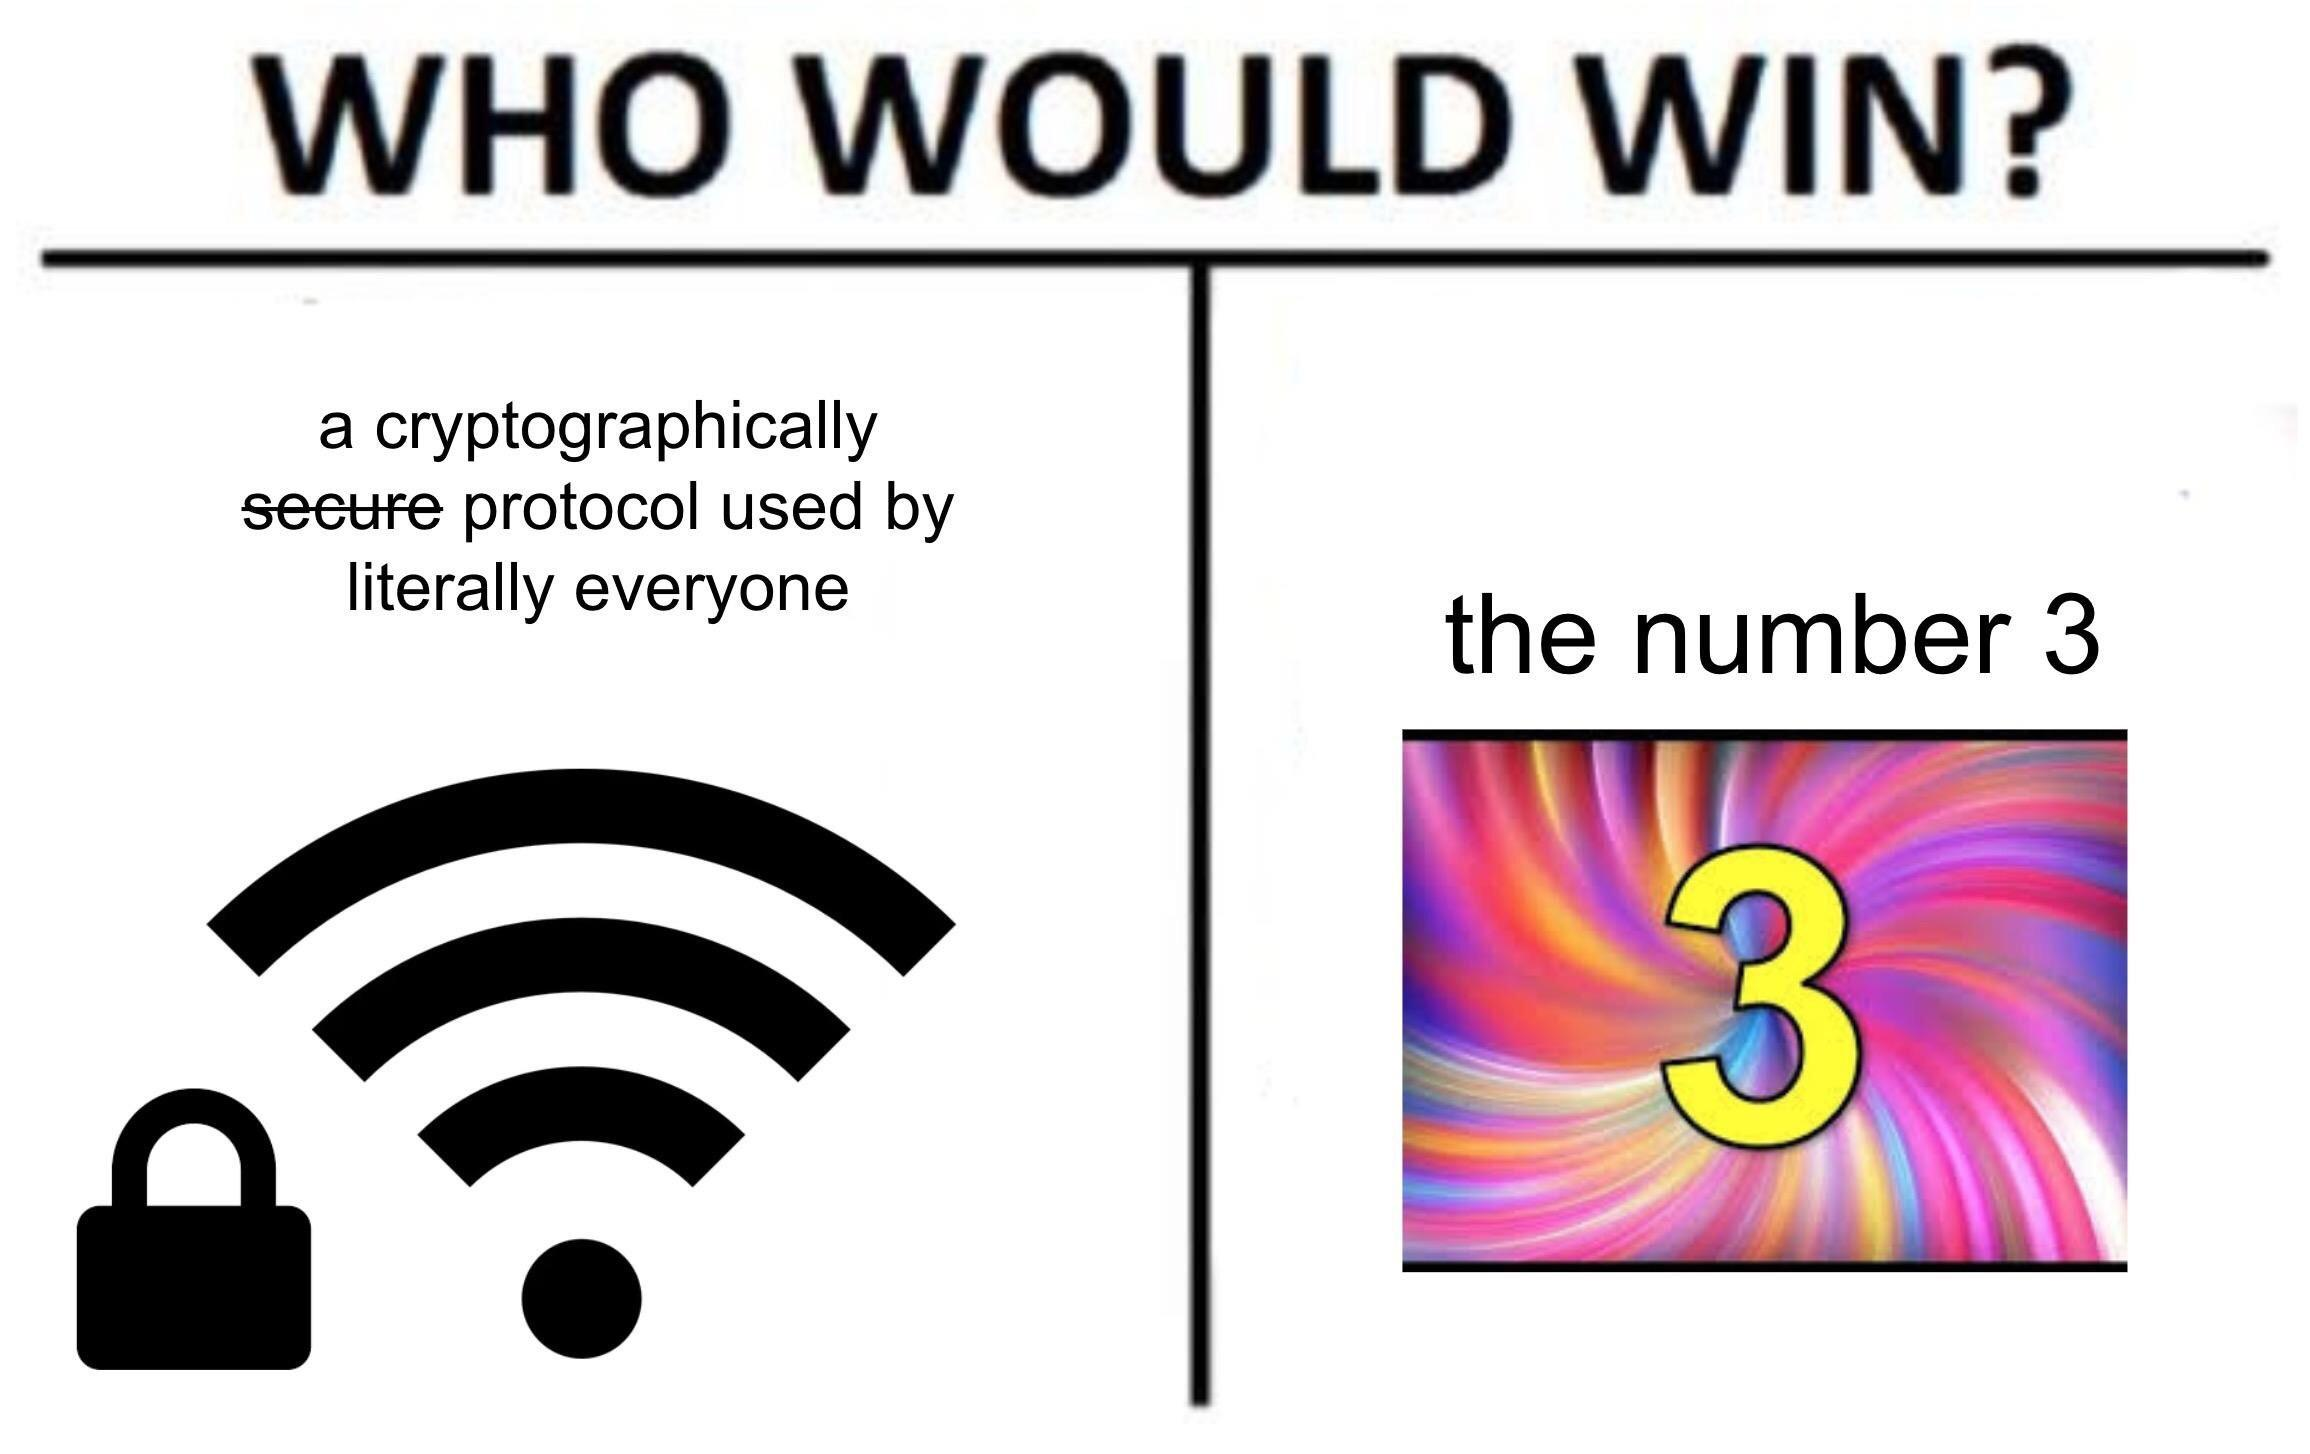 WHO WOULD WIN?
a cryptographically
secure protocol used by
literally everyone
the number 3
3